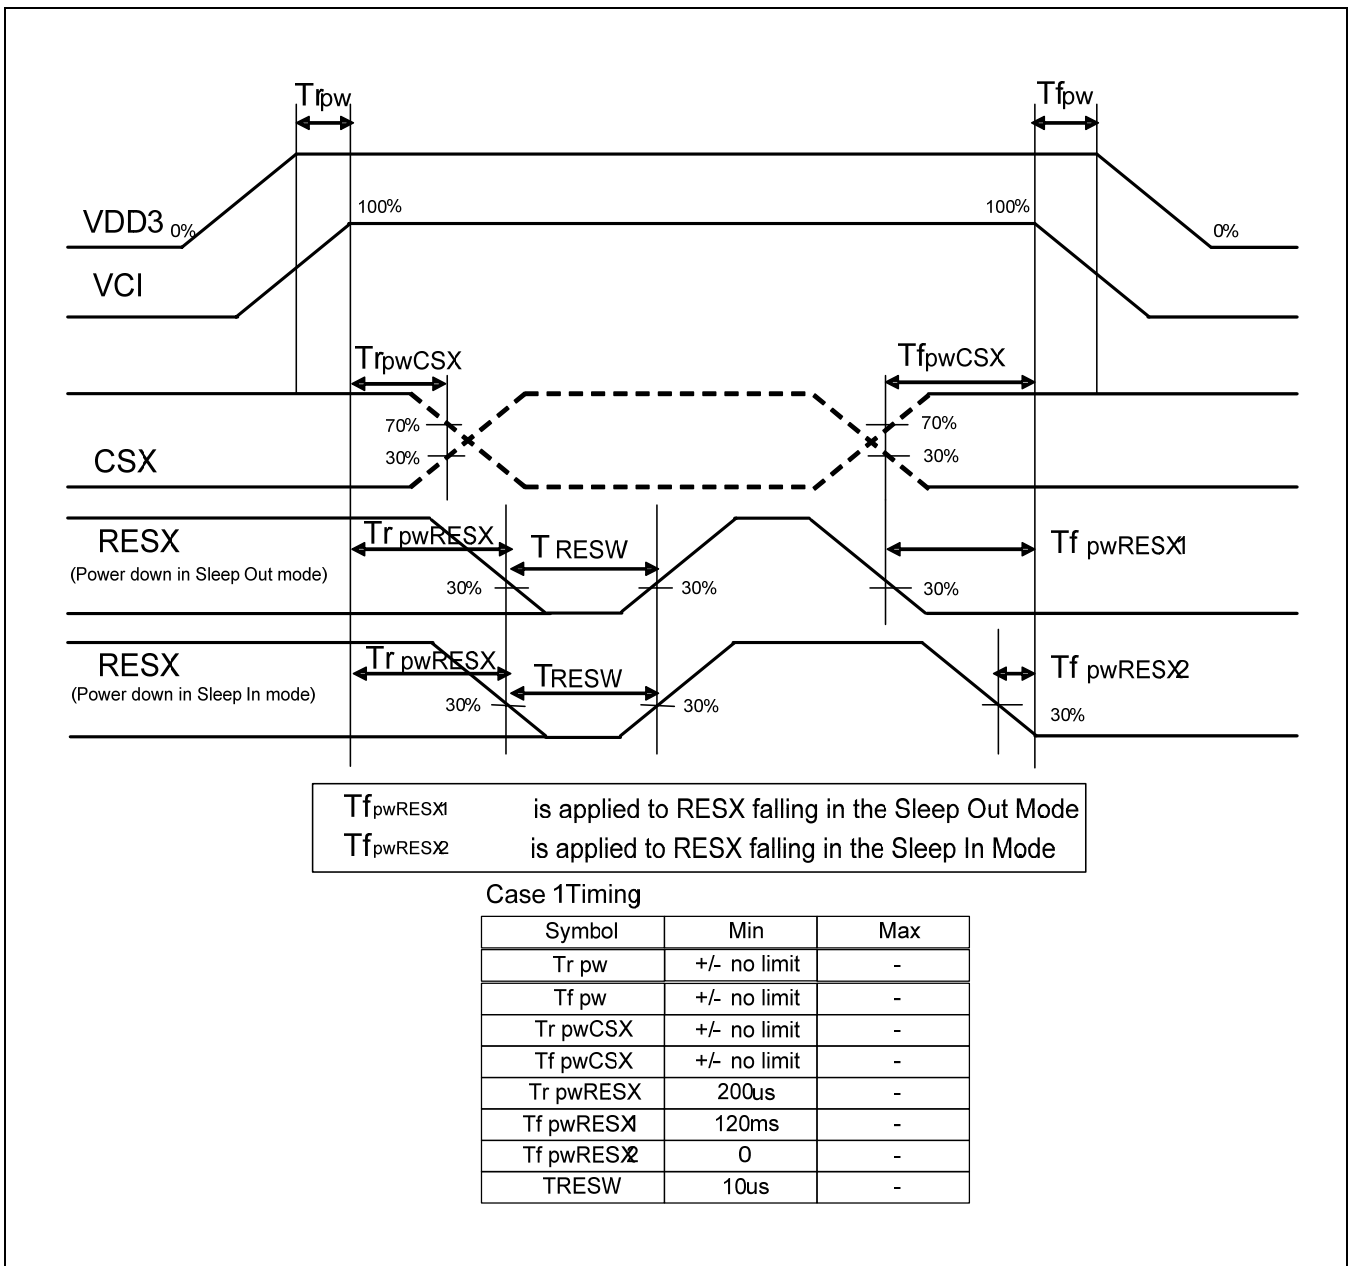 Trpw
Tfpw
100%
100%
VDD3 0%
0%
VCI
TrpwCSX
TfpwCSX
70%
70%
CSX
30%
30%
RESX
Tr pwRESX
T RESW
Tf pwRESX1
(Power down in Sleep Out mode)
30%
30%
30%
RESX
Tr pwRESX
TRESW
Tf pwRESX2
(Power down in Sleep In mode)
30%
30%
30%
TfpwRESX1 is applied to RESX falling in the Sleep Out Mode
TfpwRESX2 is applied to RESX falling in the Sleep In Mode
Case 1Timing
Symbol Min Max
Tr pw +/- no limit -
Tf pw +/- no limit -
Tr pwCSX +/- no limit -
Tf pwCSX +/- no limit -
Tr pwRESX 200us -
Tf pwRESX1 120ms -
Tf pwRESX2 0 -
TRESW 10us -